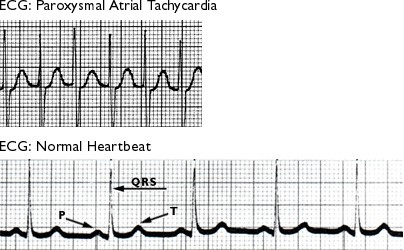 ECG: Paroxysmal Atrial Tachycardia
ECG: Normal Heartbeat
QRS
P
T